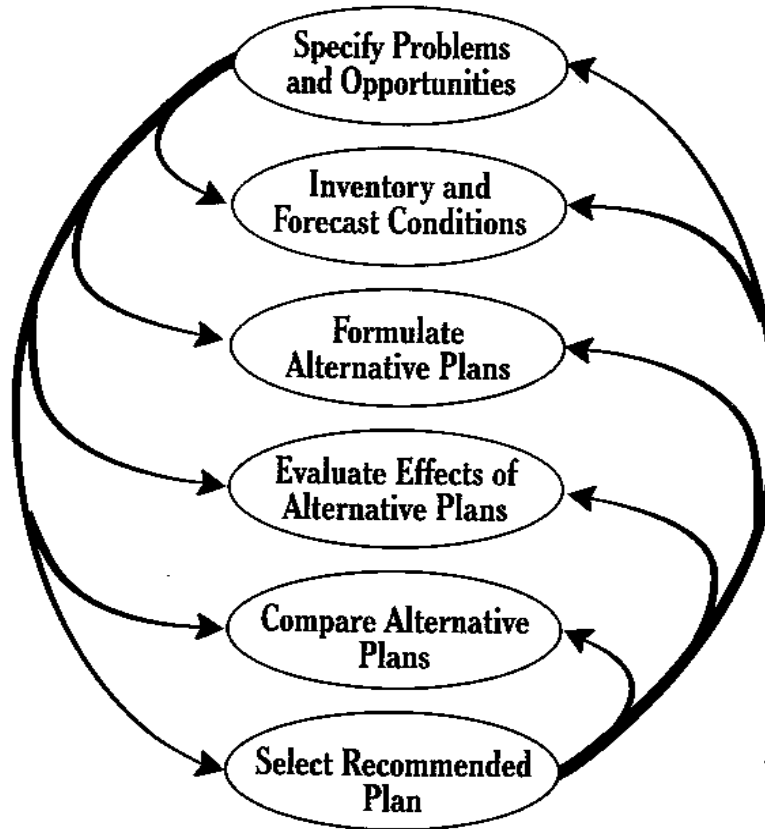 Specify Problems
and Opportunities
Inventory and
Forecast Conditions
Formulate
Alternative Plans
Evaluate Effects of
Alternative Plans
Compare Alternative
Plans
Select Recommended
Plan